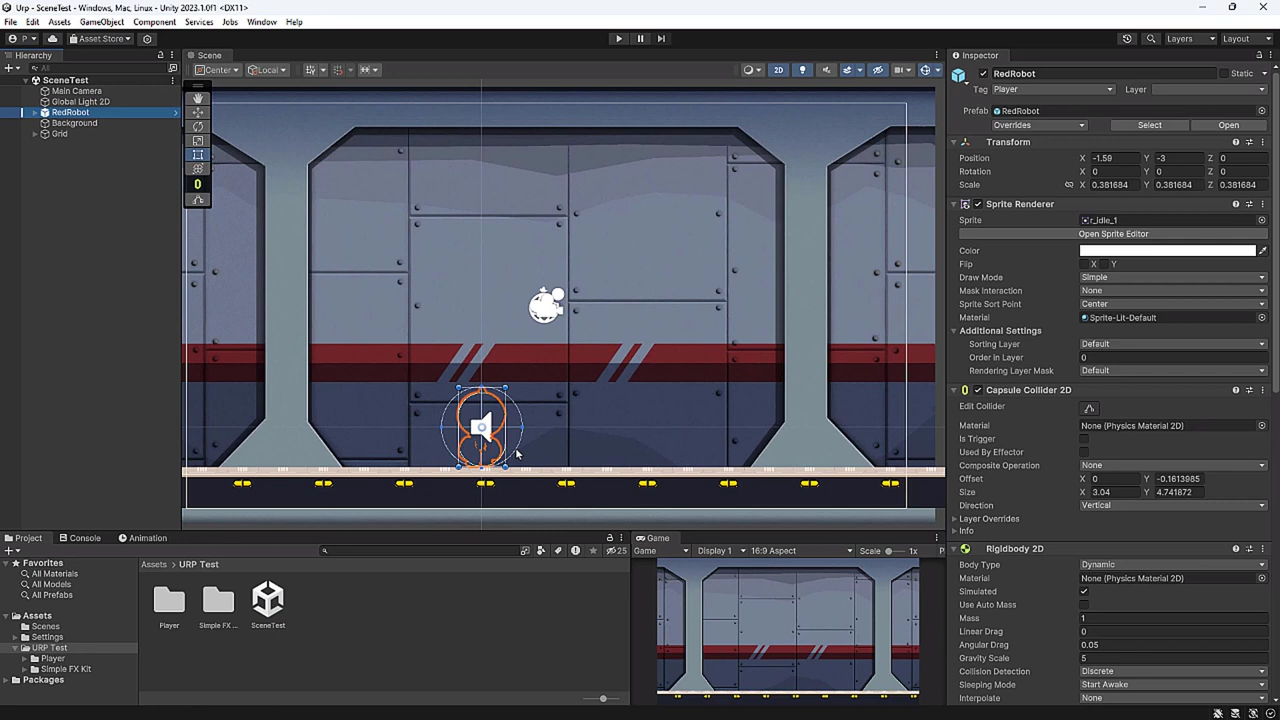 Urp - SceneTest - Windows, Mac, Linux - Unity 2023.1.0f1 <DX11>
File Edit Assets GameObject Component Services Jobs Window Help
P Asset Store Layers Layout
Hierarchy
All
SceneTest
Main Camera
Global Light 2D
RedRobot
Background
Grid
Scene
Center Local 2D
Inspector
RedRobot Static
Tag Player Layer
Prefab RedRobot
Overrides Select Open
Transform
Position X -1.59 Y -3 Z 0
Rotation X 0 Y 0 Z 0
Scale X 0.381684 Y 0.381684 Z 0.381684
Sprite Renderer
Sprite r_idle_1
Open Sprite Editor
Color
Flip X Y
Draw Mode Simple
Mask Interaction None
Sprite Sort Point Center
Material Sprite-Lit-Default
Additional Settings
Sorting Layer Default
Order in Layer 0
Rendering Layer Mask Default
Capsule Collider 2D
Edit Collider
Material None (Physics Material 2D)
Is Trigger
Used By Effector
Composite Operation None
Offset X 0 Y -0.1613985
Size X 3.04 Y 4.741872
Direction Vertical
Layer Overrides
Info
Rigidbody 2D
Body Type Dynamic
Material None (Physics Material 2D)
Simulated
Use Auto Mass
Mass 1
Linear Drag 0
Angular Drag 0.05
Gravity Scale 5
Collision Detection Discrete
Sleeping Mode Start Awake
Interpolate None
Project Console Animation
25
Favorites
All Materials
All Models
All Prefabs
Assets
Scenes
Settings
URP Test
Player
Simple FX Kit
Packages
Assets > URP Test
Player Simple FX ... SceneTest
Game
Game Display 1 16:9 Aspect Scale 1x P